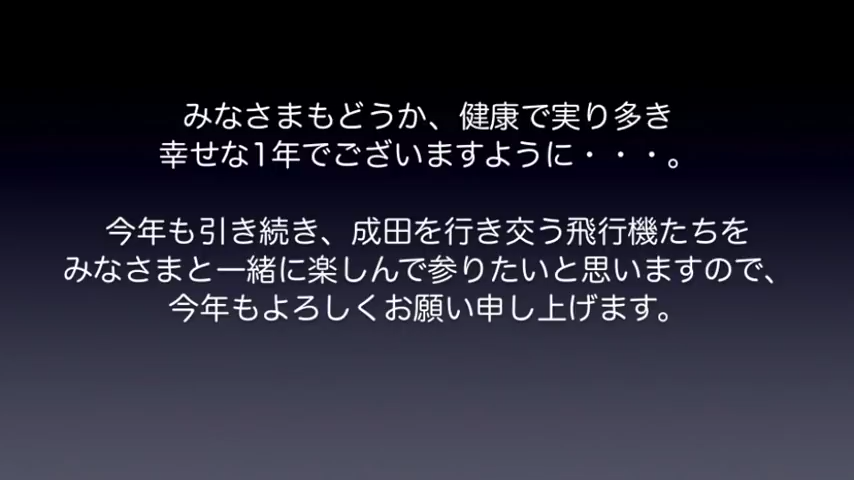 みなさまもどうか、健康で実り多き
幸せな1年でございますように・・・。
今年も引き続き、成田を行き交う飛行機たちを
みなさまと一緒に楽しんで参りたいと思いますので、
今年もよろしくお願い申し上げます。